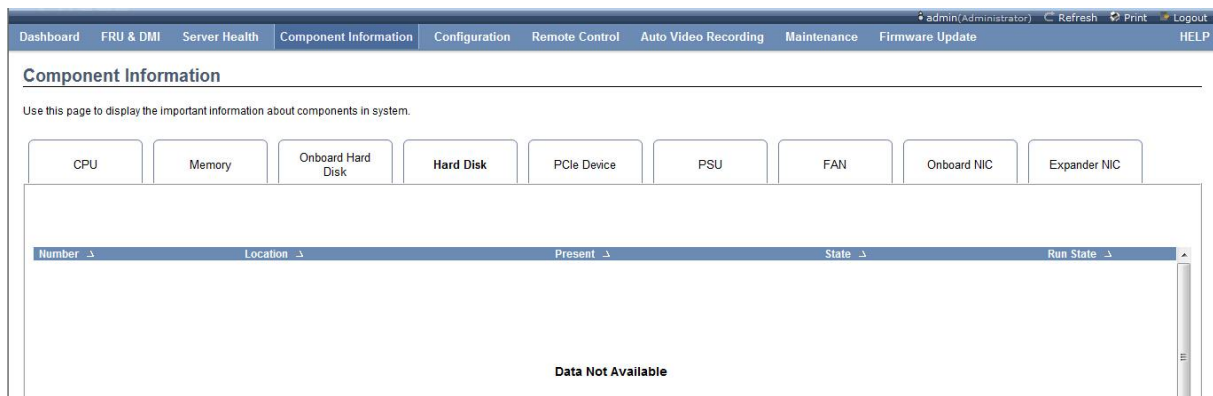 admin(Administrator) Refresh Print Logout
Dashboard FRU & DMI Server Health Component Information Configuration Remote Control Auto Video Recording Maintenance Firmware Update HELP
Component Information
Use this page to display the important information about components in system.
CPU Memory Onboard Hard Disk Hard Disk PCIe Device PSU FAN Onboard NIC Expander NIC
Number Location Present State Run State
Data Not Available